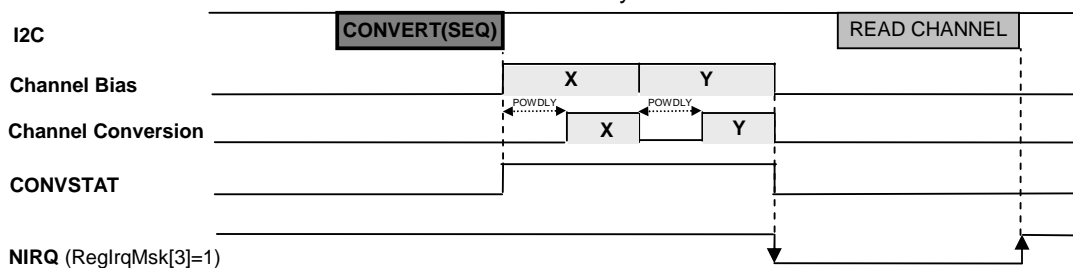 I2C CONVERT(SEQ) READ CHANNEL
Channel Bias X Y
POWDLY POWDLY
Channel Conversion X Y
CONVSTAT
NIRQ (RegIrqMsk[3]=1)